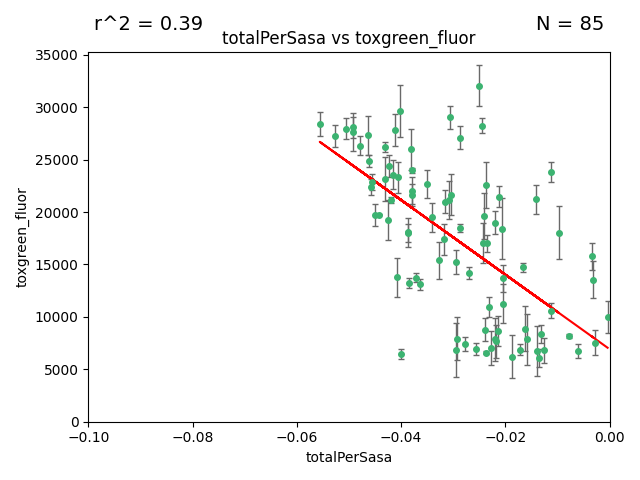 r^2 = 0.39
N = 85
totalPerSasa vs toxgreen_fluor
35000
30000
25000
20000
15000
10000
5000
0
toxgreen_fluor
−0.10
−0.08
−0.06
−0.04
−0.02
0.00
totalPerSasa